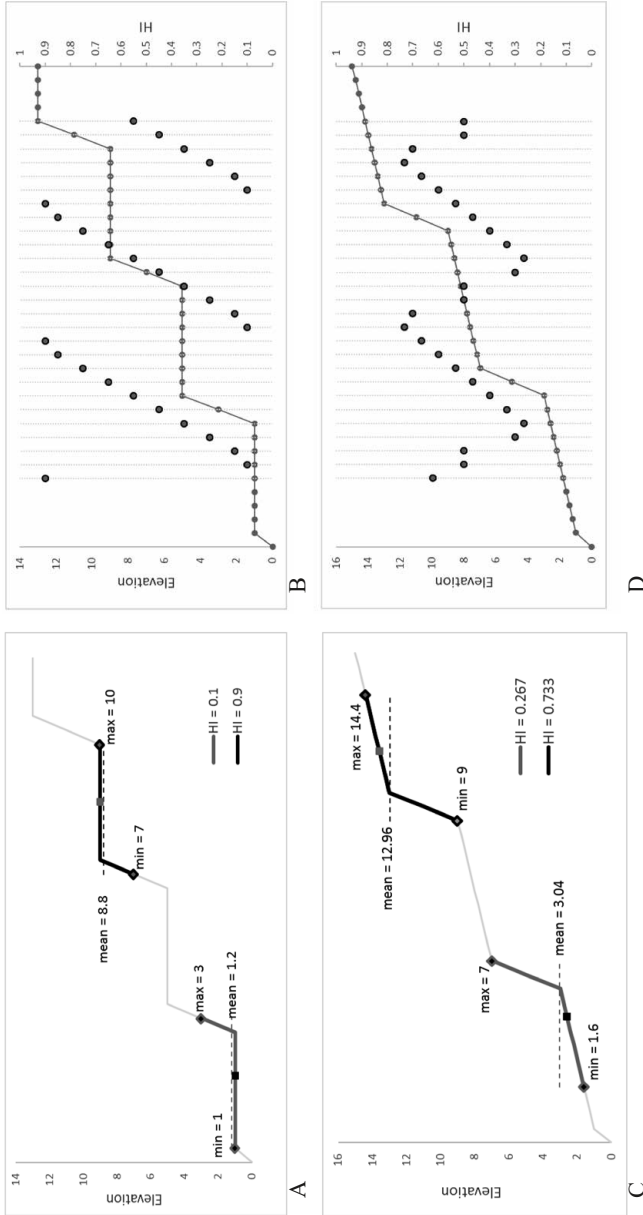 A
Elevation
14
12
10
8
6
4
2
0
min = 1
max = 3
mean = 1.2
mean = 8.8
min = 7
max = 10
HI = 0.1
HI = 0.9
B
Elevation
14
12
10
8
6
4
2
0
HI
1
0.9
0.8
0.7
0.6
0.5
0.4
0.3
0.2
0.1
0
C
Elevation
16
14
12
10
8
6
4
2
0
min = 1.6
mean = 3.04
max = 7
min = 9
mean = 12.96
max = 14.4
HI = 0.267
HI = 0.733
D
Elevation
16
14
12
10
8
6
4
2
0
HI
1
0.9
0.8
0.7
0.6
0.5
0.4
0.3
0.2
0.1
0